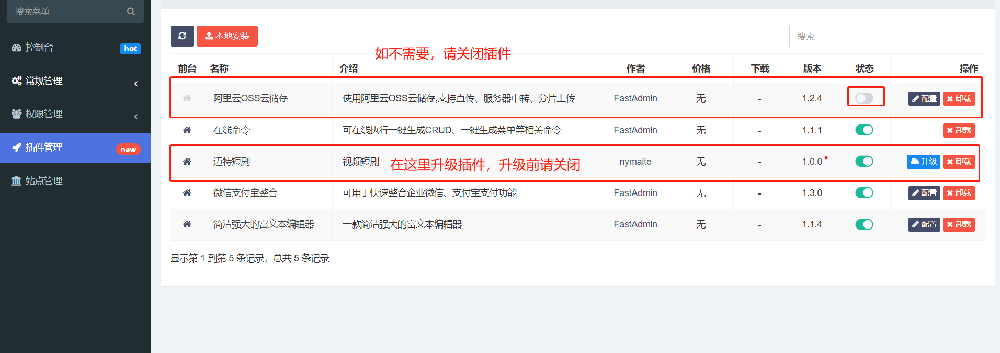 搜索菜单
控制台 hot
常规管理
权限管理
插件管理 new
站点管理
本地安装
搜索
如不需要，请关闭插件
前台 名称 介绍 作者 价格 下载 版本 状态 操作
阿里云OSS云储存 使用阿里云OSS云储存,支持直传、服务器中转、分片上传 FastAdmin 无 - 1.2.4 配置 卸载
在线命令 可在线执行一键生成CRUD、一键生成菜单等相关命令 FastAdmin 无 - 1.1.1 卸载
迈特短剧 视频短剧 在这里升级插件，升级前请关闭 nymaite 无 - 1.0.0 升级 卸载
微信支付宝整合 可用于快速整合企业微信、支付宝支付功能 FastAdmin 无 - 1.3.0 配置 卸载
简洁强大的富文本编辑器 一款简洁强大的富文本编辑器 FastAdmin 无 - 1.1.4 配置 卸载
显示第 1 到第 5 条记录，总共 5 条记录